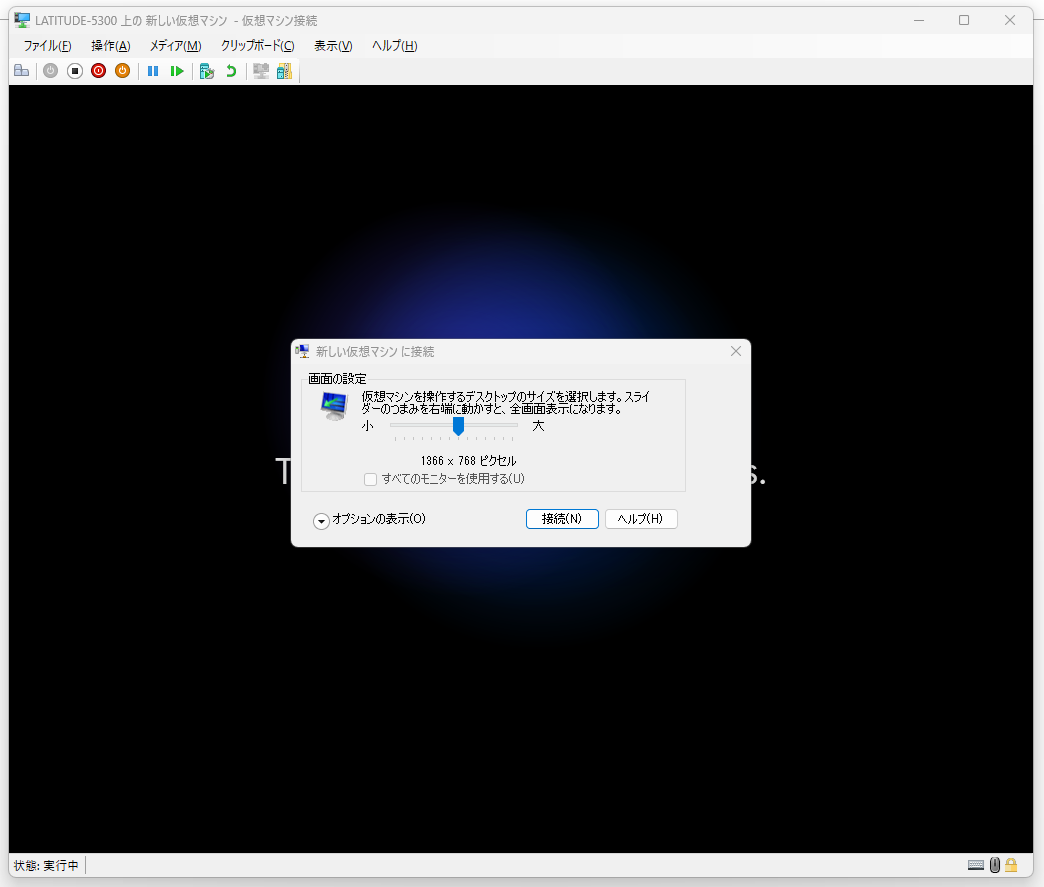 LATITUDE-5300 上の 新しい仮想マシン - 仮想マシン接続
ファイル(F) 操作(A) メディア(M) クリップボード(C) 表示(V) ヘルプ(H)
新しい仮想マシン に接続
画面の設定
仮想マシンを操作するデスクトップのサイズを選択します。スライ
ダーのつまみを右端に動かすと、全画面表示になります。
小 大
1366 x 768 ピクセル
T s.
すべてのモニターを使用する(U)
オプションの表示(O) 接続(N) ヘルプ(H)
状態: 実行中